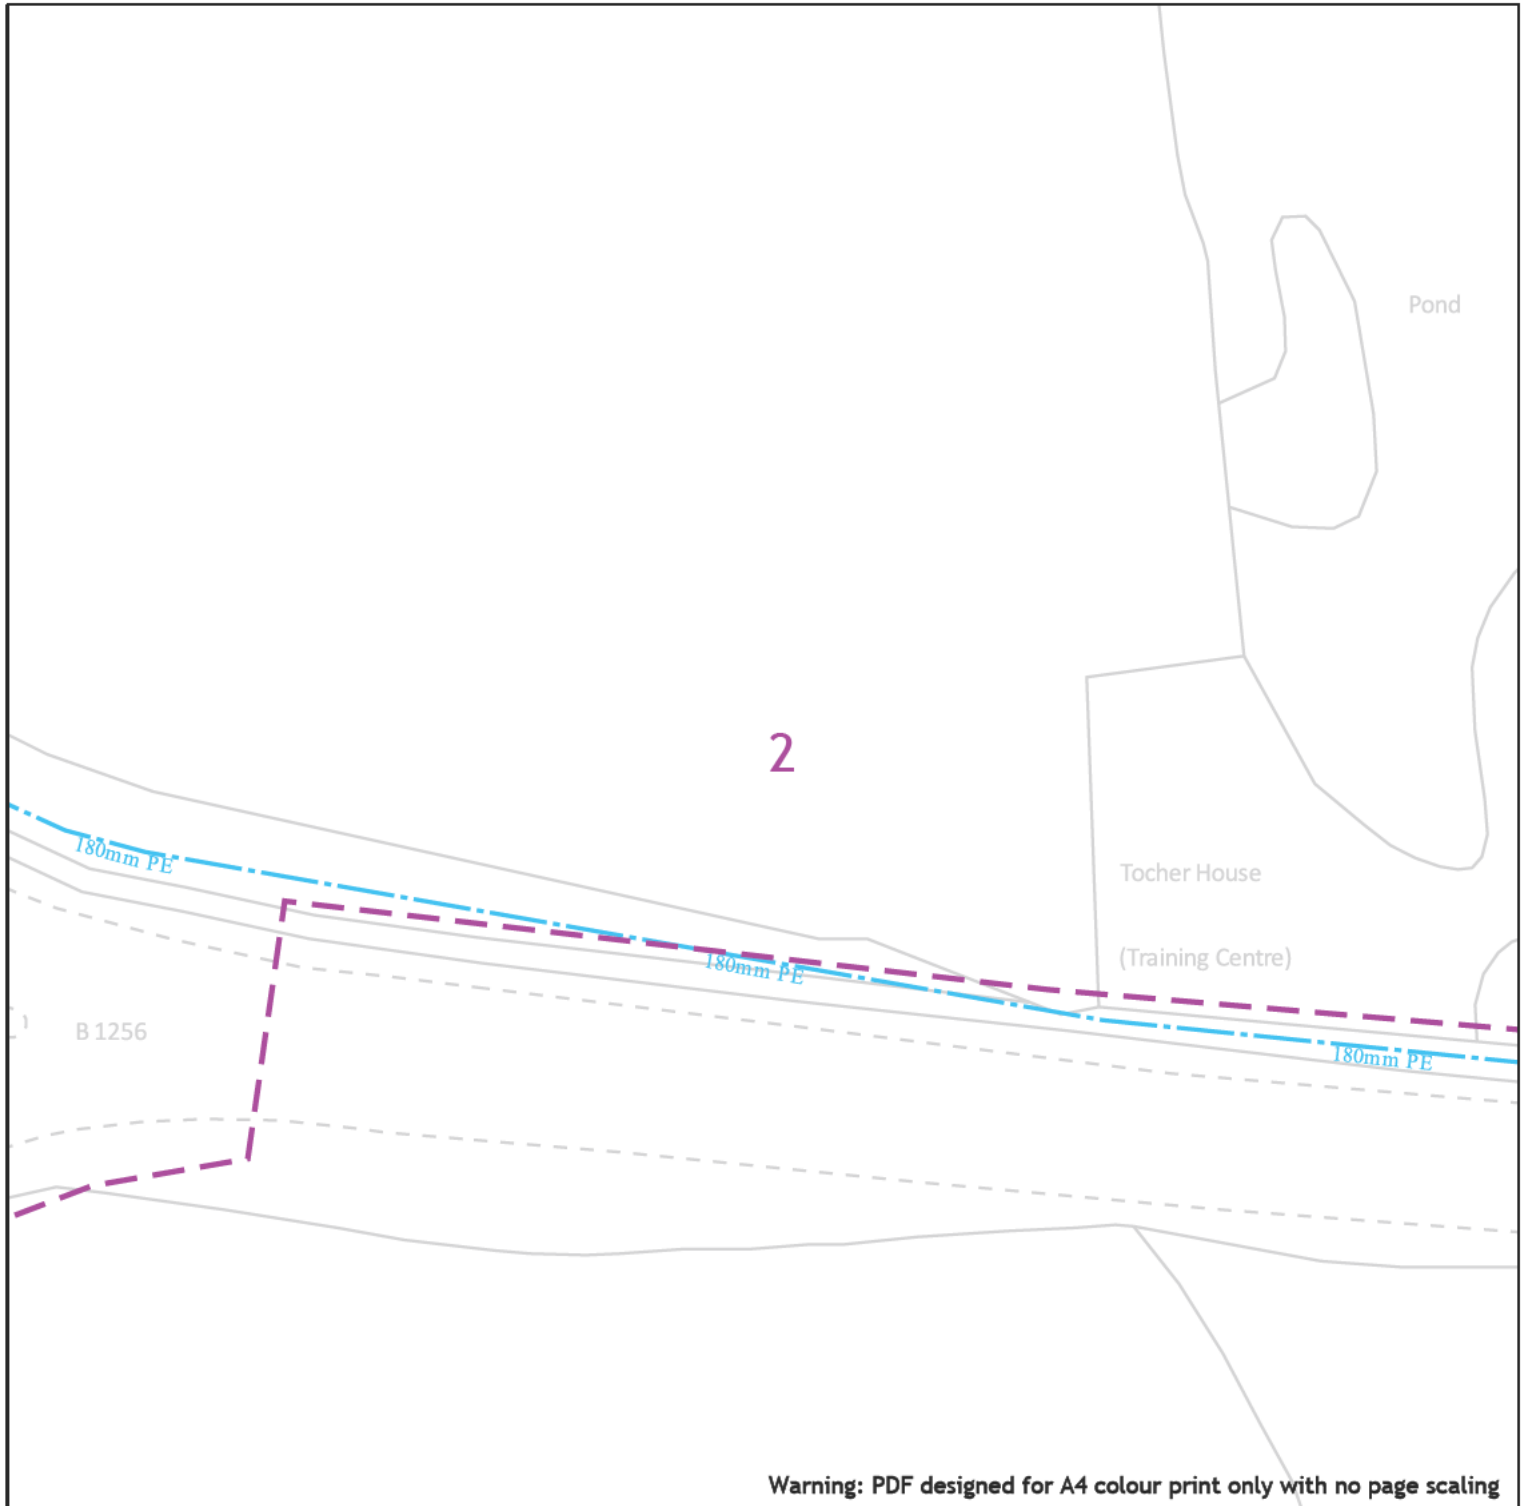 Pond
2
180mm PE
Tocher House
180mm PE
(Training Centre)
B 1256
180mm PE
Warning: PDF designed for A4 colour print only with no page scaling